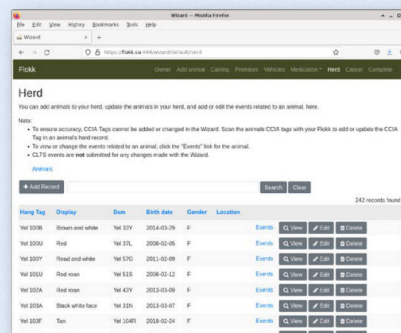 Wizard — Mozilla Firefox
File Edit View History Bookmarks Tools Help
Wizard
https://flokk.ca:444/wizard/default/herd
Flokk Owner Add animal Calving Premises Vehicles Medication Herd Cancel Complete
Herd
You can add animals to your herd, update the animals in your herd, and add or edit the events related to an animal, here.
Note:
To ensure accuracy, CCIA Tags cannot be added or changed in the Wizard. Scan the animals CCIA tags with your Flokk to add or update the CCIA
Tag in an animal's herd record.
To view or change the events related to an animal, click the "Events" link for the animal.
CLTS events are not submitted for any changes made with the Wizard.
Animals
+ Add Record Search Clear
242 records found
Hang Tag Display Dam Birth date Gender Location
Yel 100B Brown and white Yel 33Y 2014-03-29 F Events View Edit Delete
Yel 100U Red Yel 37L 2008-02-05 F Events View Edit Delete
Yel 100Y Read and white Yel 57G 2011-02-09 F Events View Edit Delete
Yel 101U Red roan Yel 51S 2008-02-12 F Events View Edit Delete
Yel 102A Red roan Yel 47Y 2013-03-09 F Events View Edit Delete
Yel 103A Black white face Yel 31N 2013-03-07 F Events View Edit Delete
Yel 103F Tan Yel 104R 2018-02-24 F Events View Edit Delete